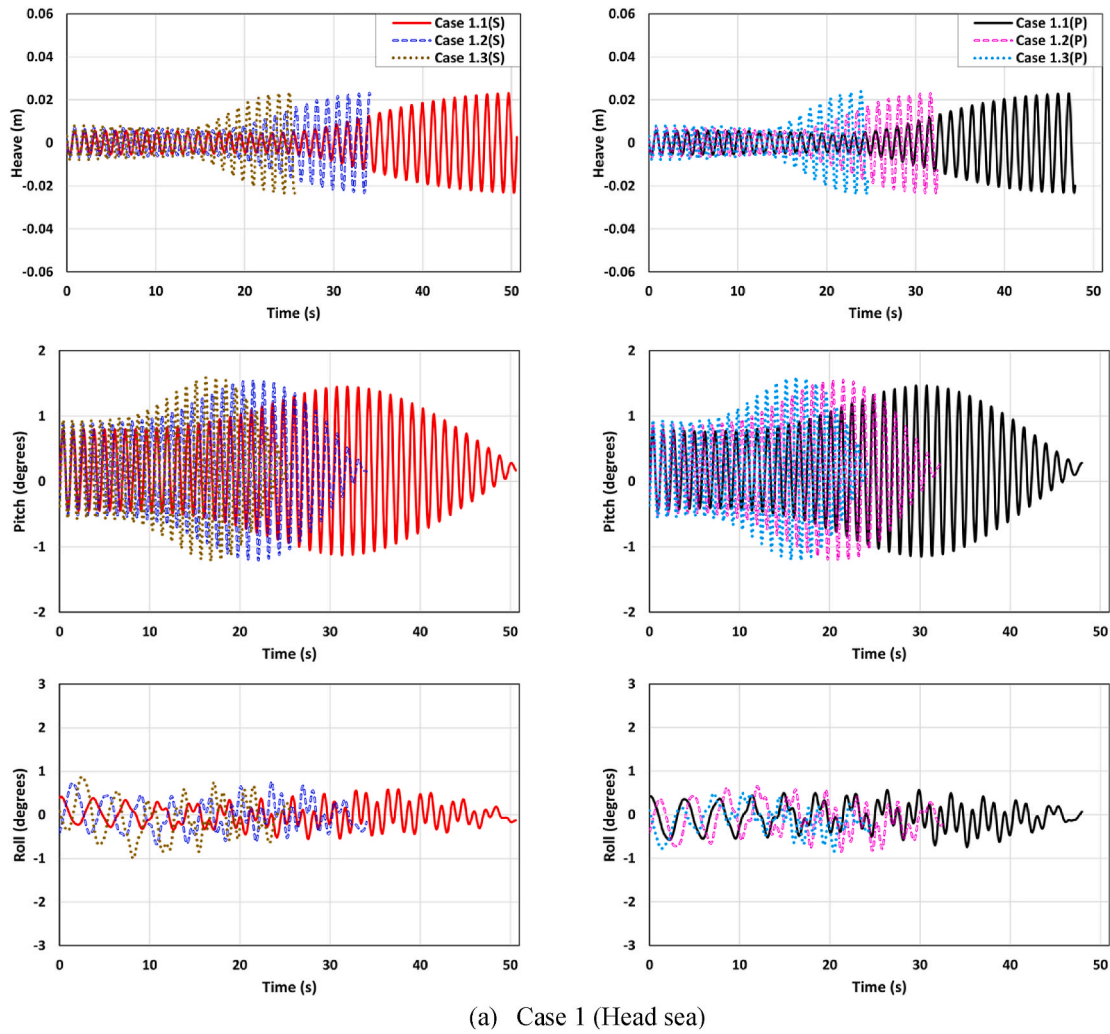 0.06
0.04
0.02
0
-0.02
-0.04
-0.06
Heave (m)
Case 1.1(S)
Case 1.2(S)
Case 1.3(S)
0 10 20 30 40 50
Time (s)
0.06
0.04
0.02
0
-0.02
-0.04
-0.06
Heave (m)
Case 1.1(P)
Case 1.2(P)
Case 1.3(P)
0 10 20 30 40 50
Time (s)
2
1
0
-1
-2
Pitch (degrees)
0 10 20 30 40 50
Time (s)
2
1
0
-1
-2
Pitch (degrees)
0 10 20 30 40 50
Time (s)
3
2
1
0
-1
-2
-3
Roll (degrees)
0 10 20 30 40 50
Time (s)
3
2
1
0
-1
-2
-3
Roll (degrees)
0 10 20 30 40 50
Time (s)
(a) Case 1 (Head sea)